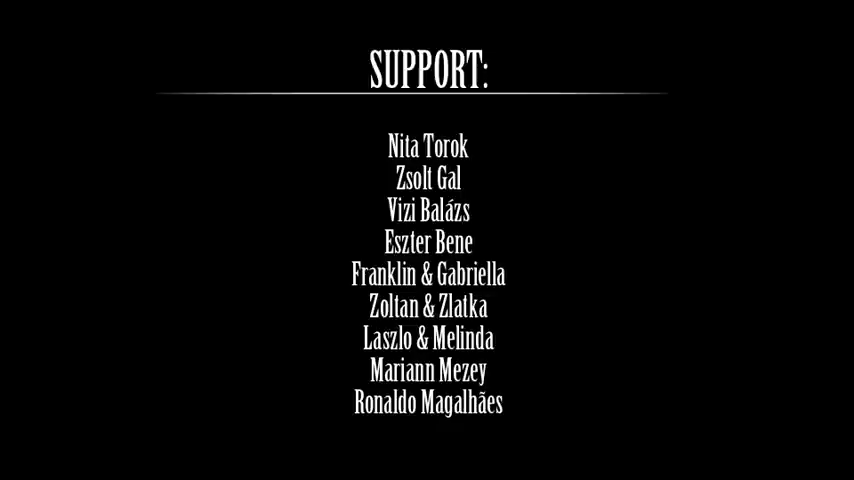 SUPPORT:
Nita Torok
Zsolt Gal
Vizi Balázs
Eszter Bene
Franklin & Gabriella
Zoltan & Zlatka
Laszlo & Melinda
Mariann Mezey
Ronaldo Magalhães